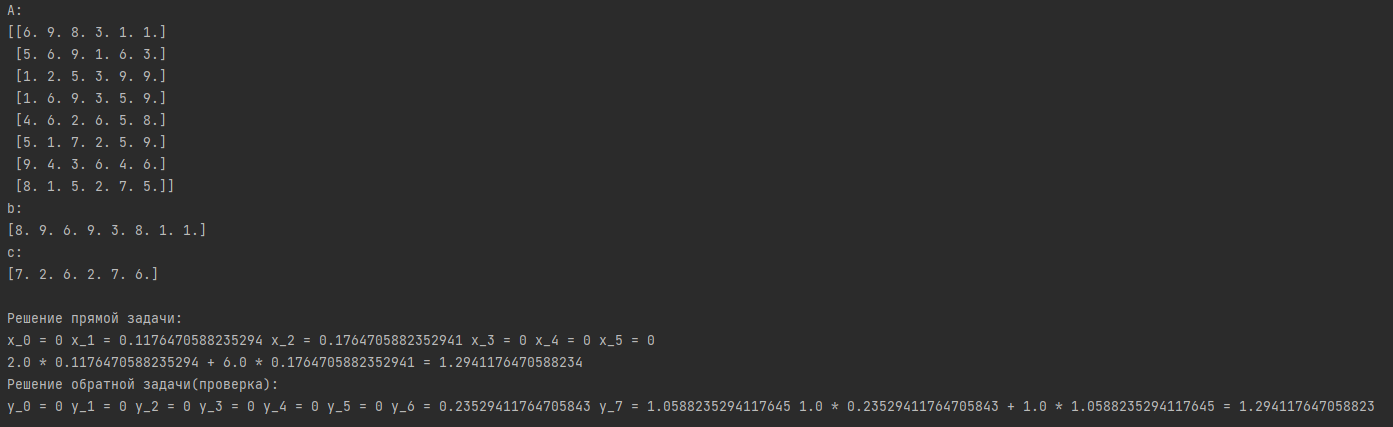 A:
[[6. 9. 8. 3. 1. 1.]
 [5. 6. 9. 1. 6. 3.]
 [1. 2. 5. 3. 9. 9.]
 [1. 6. 9. 3. 5. 9.]
 [4. 6. 2. 6. 5. 8.]
 [5. 1. 7. 2. 5. 9.]
 [9. 4. 3. 6. 4. 6.]
 [8. 1. 5. 2. 7. 5.]]
b:
[8. 9. 6. 9. 3. 8. 1. 1.]
c:
[7. 2. 6. 2. 7. 6.]
Решение прямой задачи:
x_0 = 0 x_1 = 0.1176470588235294 x_2 = 0.1764705882352941 x_3 = 0 x_4 = 0 x_5 = 0
2.0 * 0.1176470588235294 + 6.0 * 0.1764705882352941 = 1.2941176470588234
Решение обратной задачи(проверка):
y_0 = 0 y_1 = 0 y_2 = 0 y_3 = 0 y_4 = 0 y_5 = 0 y_6 = 0.23529411764705843 y_7 = 1.0588235294117645 1.0 * 0.23529411764705843 + 1.0 * 1.0588235294117645 = 1.294117647058823